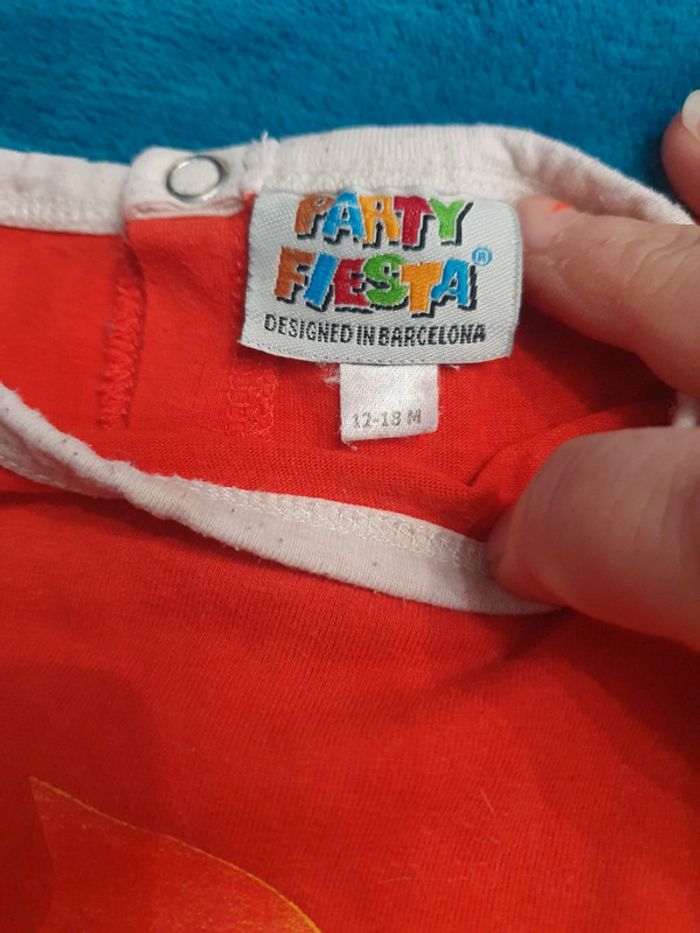 PARTY
FIESTA®
DESIGNED IN BARCELONA
12-18 M